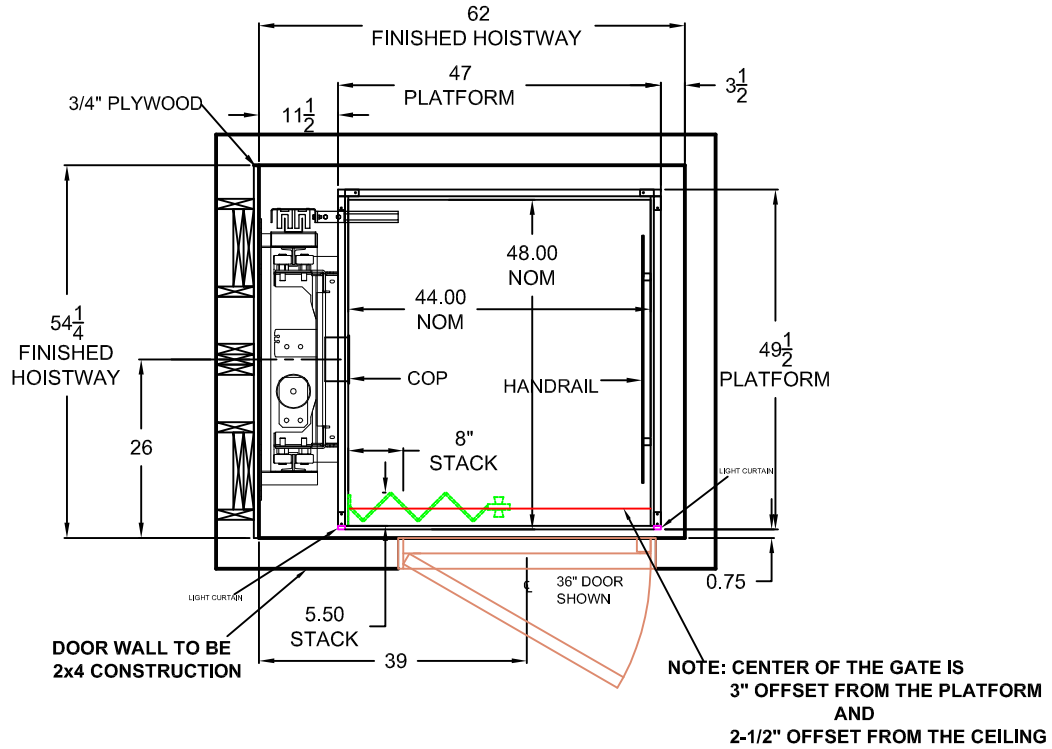 62
FINISHED HOISTWAY
47
PLATFORM
3 1/2
3/4" PLYWOOD
11 1/2
48.00
NOM
44.00
NOM
54 1/4
FINISHED
HOISTWAY
49 1/2
PLATFORM
COP
HANDRAIL
26
8"
STACK
LIGHT CURTAIN
LIGHT CURTAIN
℄
36" DOOR
SHOWN
0.75
5.50
STACK
39
DOOR WALL TO BE
2x4 CONSTRUCTION
NOTE: CENTER OF THE GATE IS
3" OFFSET FROM THE PLATFORM
AND
2-1/2" OFFSET FROM THE CEILING